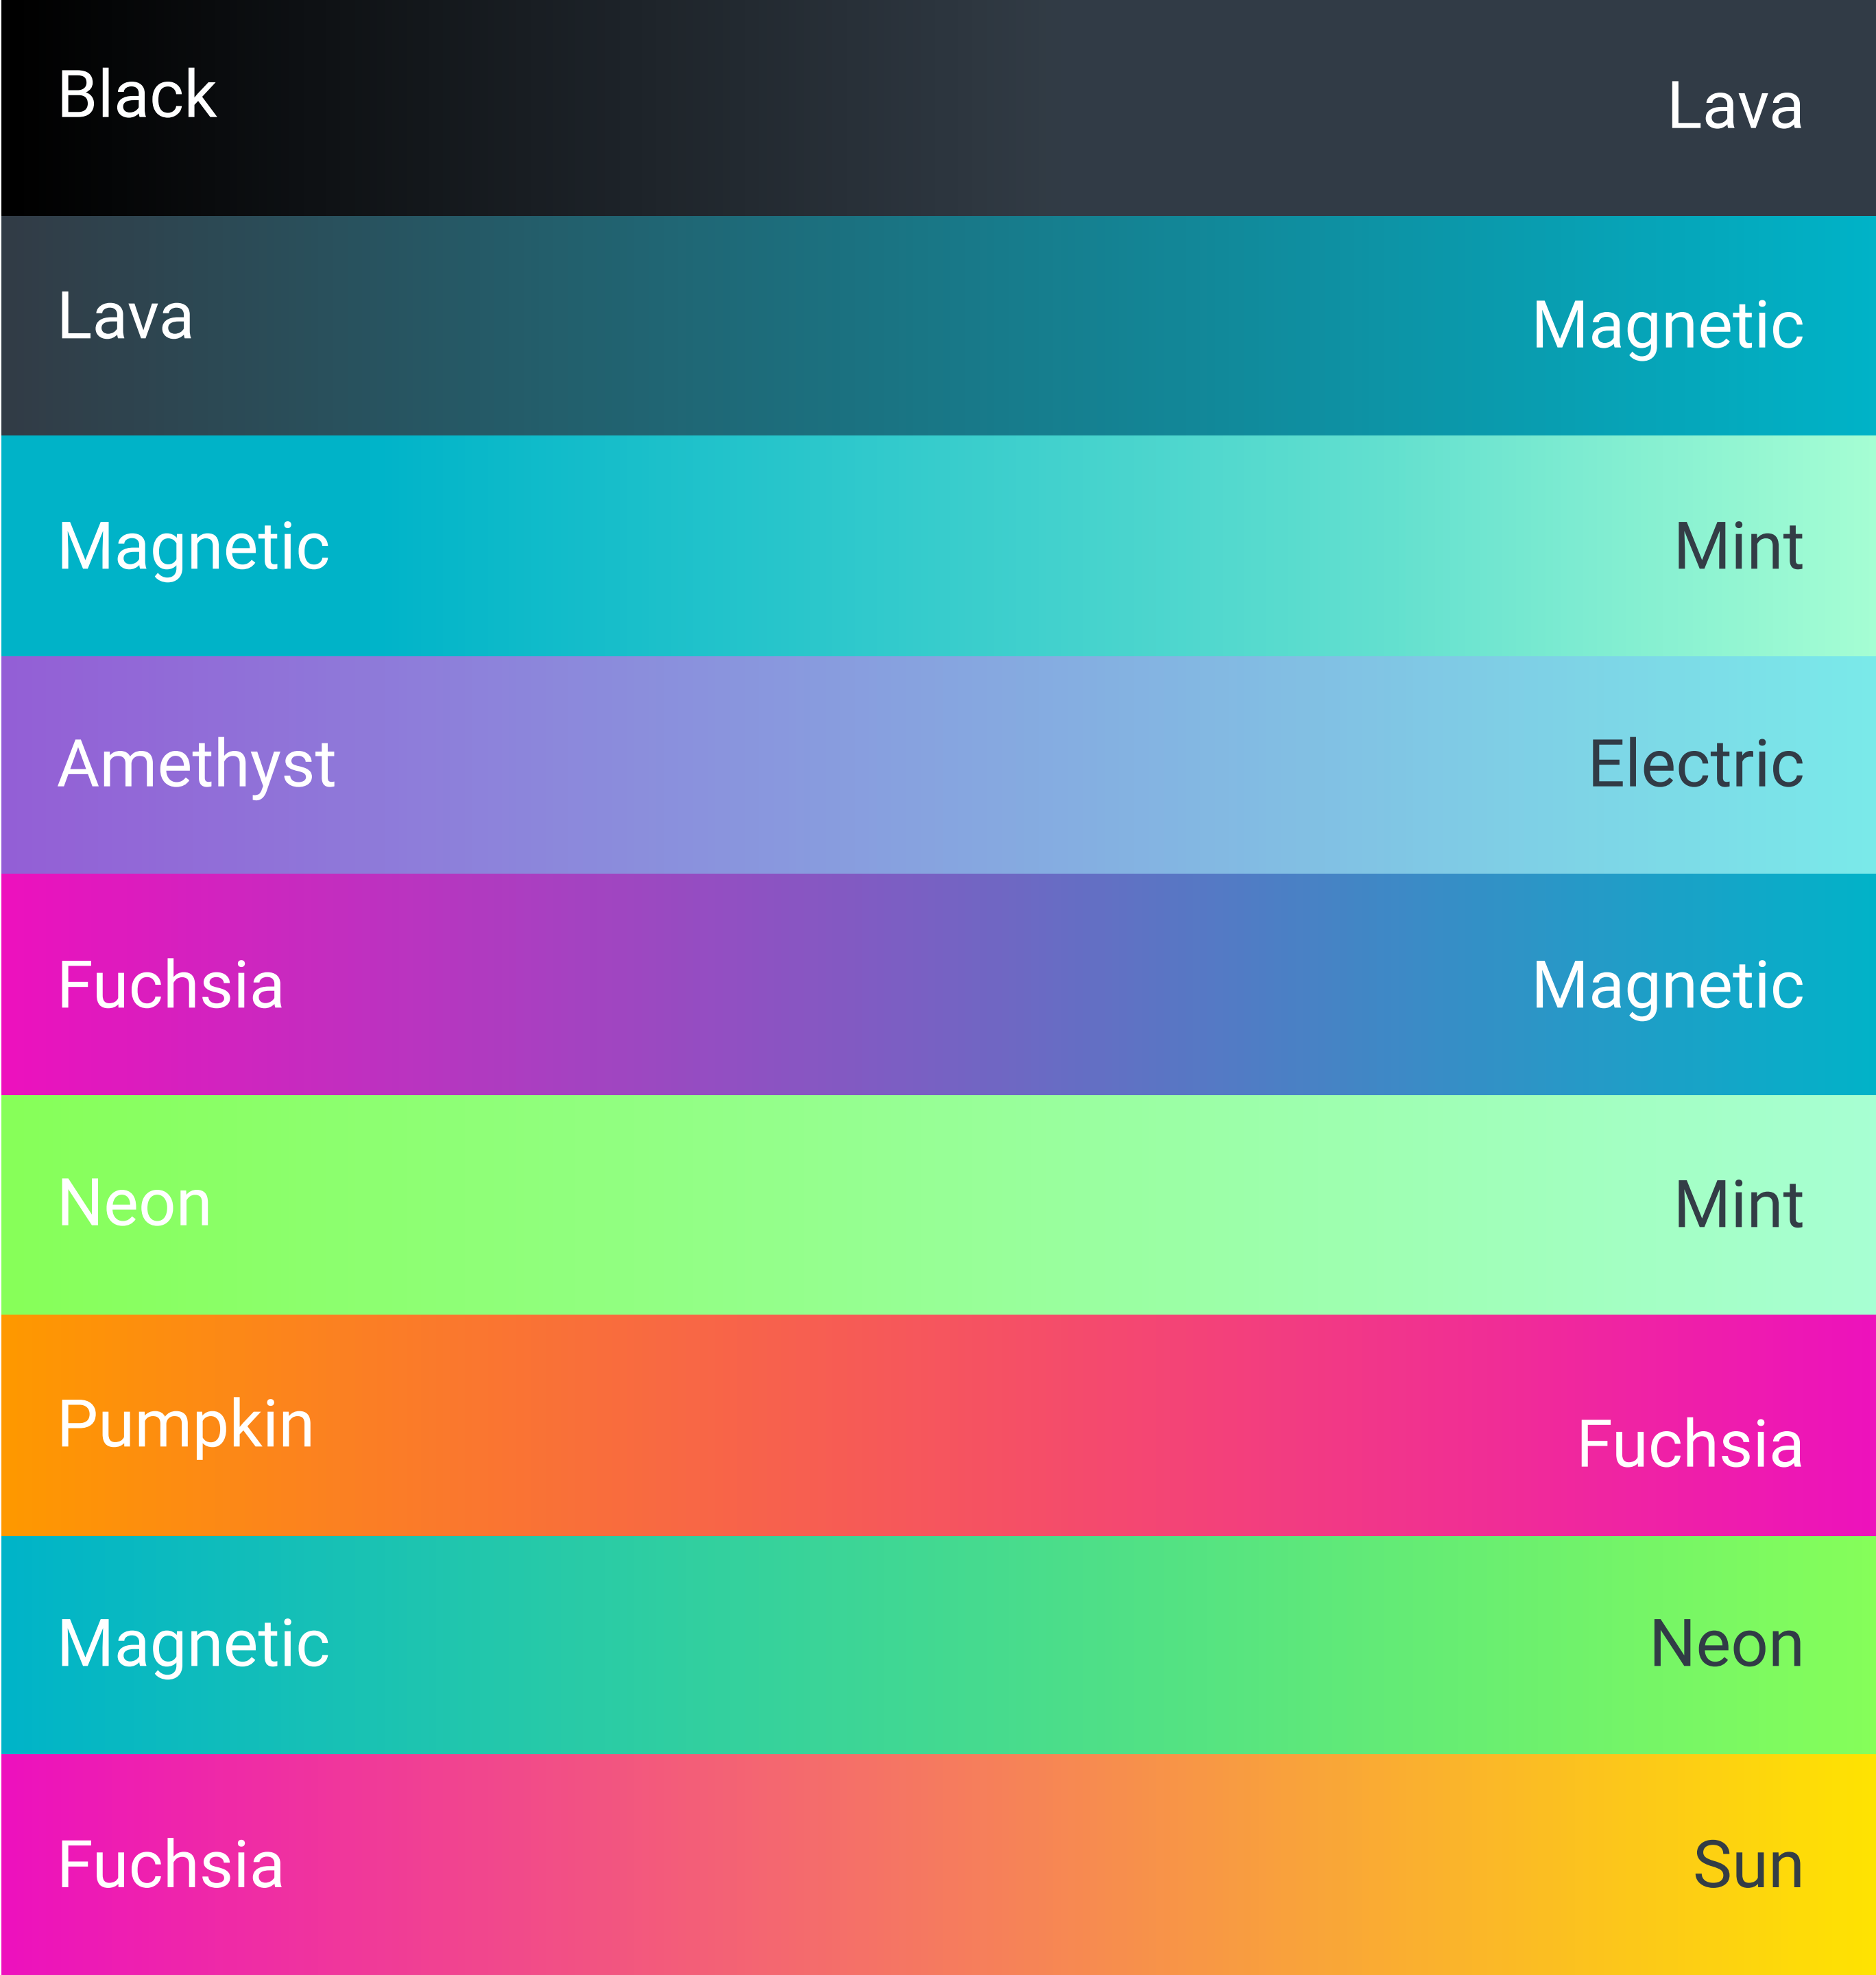 Black Lava
Lava Magnetic
Magnetic Mint
Amethyst Electric
Fuchsia Magnetic
Neon Mint
Pumpkin Fuchsia
Magnetic Neon
Fuchsia Sun